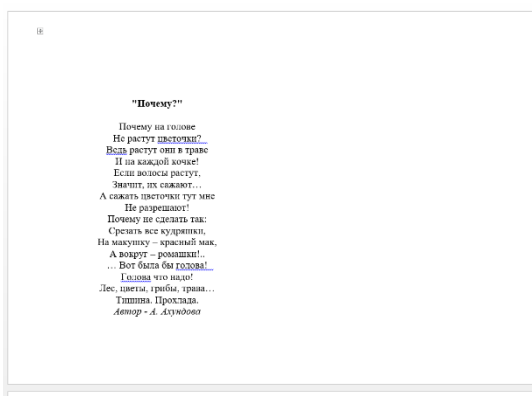 "Почему?"
Почему на голове
Не растут цветочки?
Ведь растут они в траве
И на каждой кочке!
Если волосы растут,
Значит, их сажают…
А сажать цветочки тут мне
Не разрешают!
Почему не сделать так:
Срезать все кудряшки,
На макушку – красный мак,
А вокруг – ромашки!..
… Вот была бы голова!
Голова что надо!
Лес, цветы, грибы, трава…
Тишина. Прохлада.
Автор - А. Ахундова